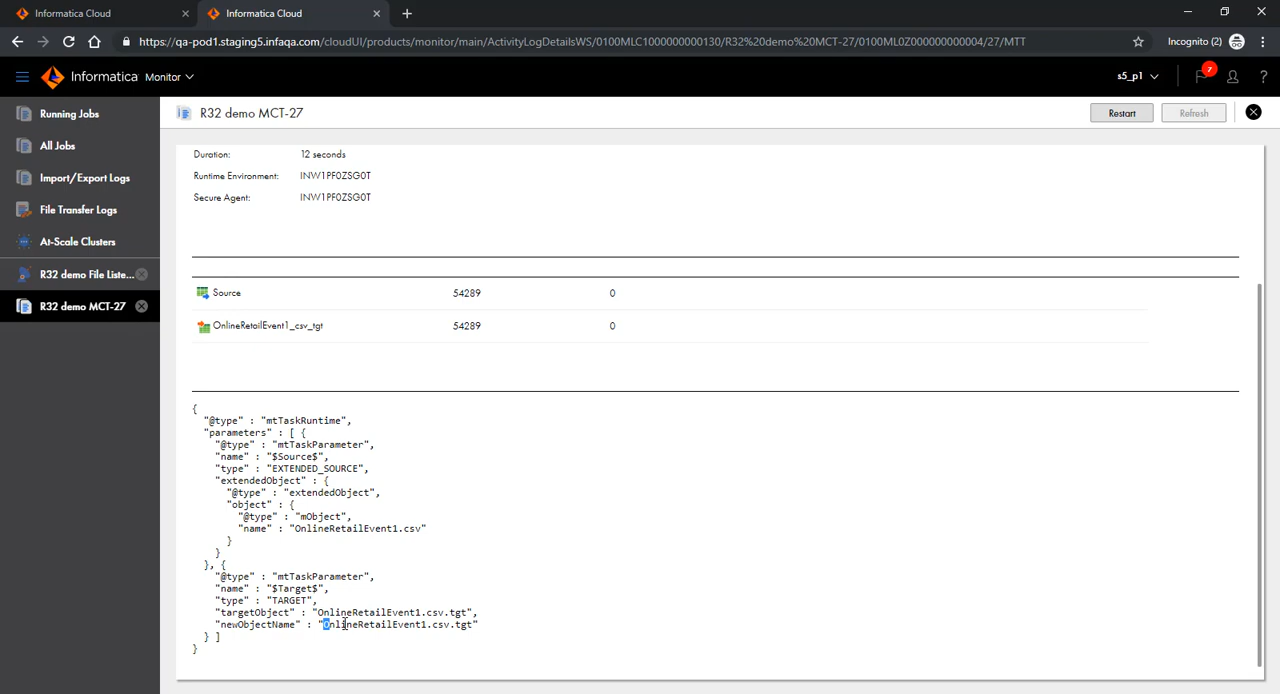 Informatica Cloud
Informatica Cloud
https://qa-pod1.staging5.infaqa.com/cloudUI/products/monitor/main/ActivityLogDetailsWS/0100MLC1000000000130/R32%20demo%20MCT-27/0100ML0Z000000000004/27/MTT
Incognito (2)
Informatica Monitor
s5_p1
7
?
Running Jobs
All Jobs
Import/Export Logs
File Transfer Logs
At-Scale Clusters
R32 demo File Liste...
R32 demo MCT-27
R32 demo MCT-27
Restart
Refresh
Duration: 12 seconds
Runtime Environment: INW1PF0ZSG0T
Secure Agent: INW1PF0ZSG0T
Source 54289 0
OnlineRetailEvent1_csv_tgt 54289 0
{
"@type" : "mtTaskRuntime",
"parameters" : [ {
"@type" : "mtTaskParameter",
"name" : "$Source$",
"type" : "EXTENDED_SOURCE",
"extendedObject" : {
"@type" : "extendedObject",
"object" : {
"@type" : "mObject",
"name" : "OnlineRetailEvent1.csv"
}
}
}, {
"@type" : "mtTaskParameter",
"name" : "$Target$",
"type" : "TARGET",
"targetObject" : "OnlineRetailEvent1.csv.tgt",
"newObjectName" : "OnlineRetailEvent1.csv.tgt"
} ]
}